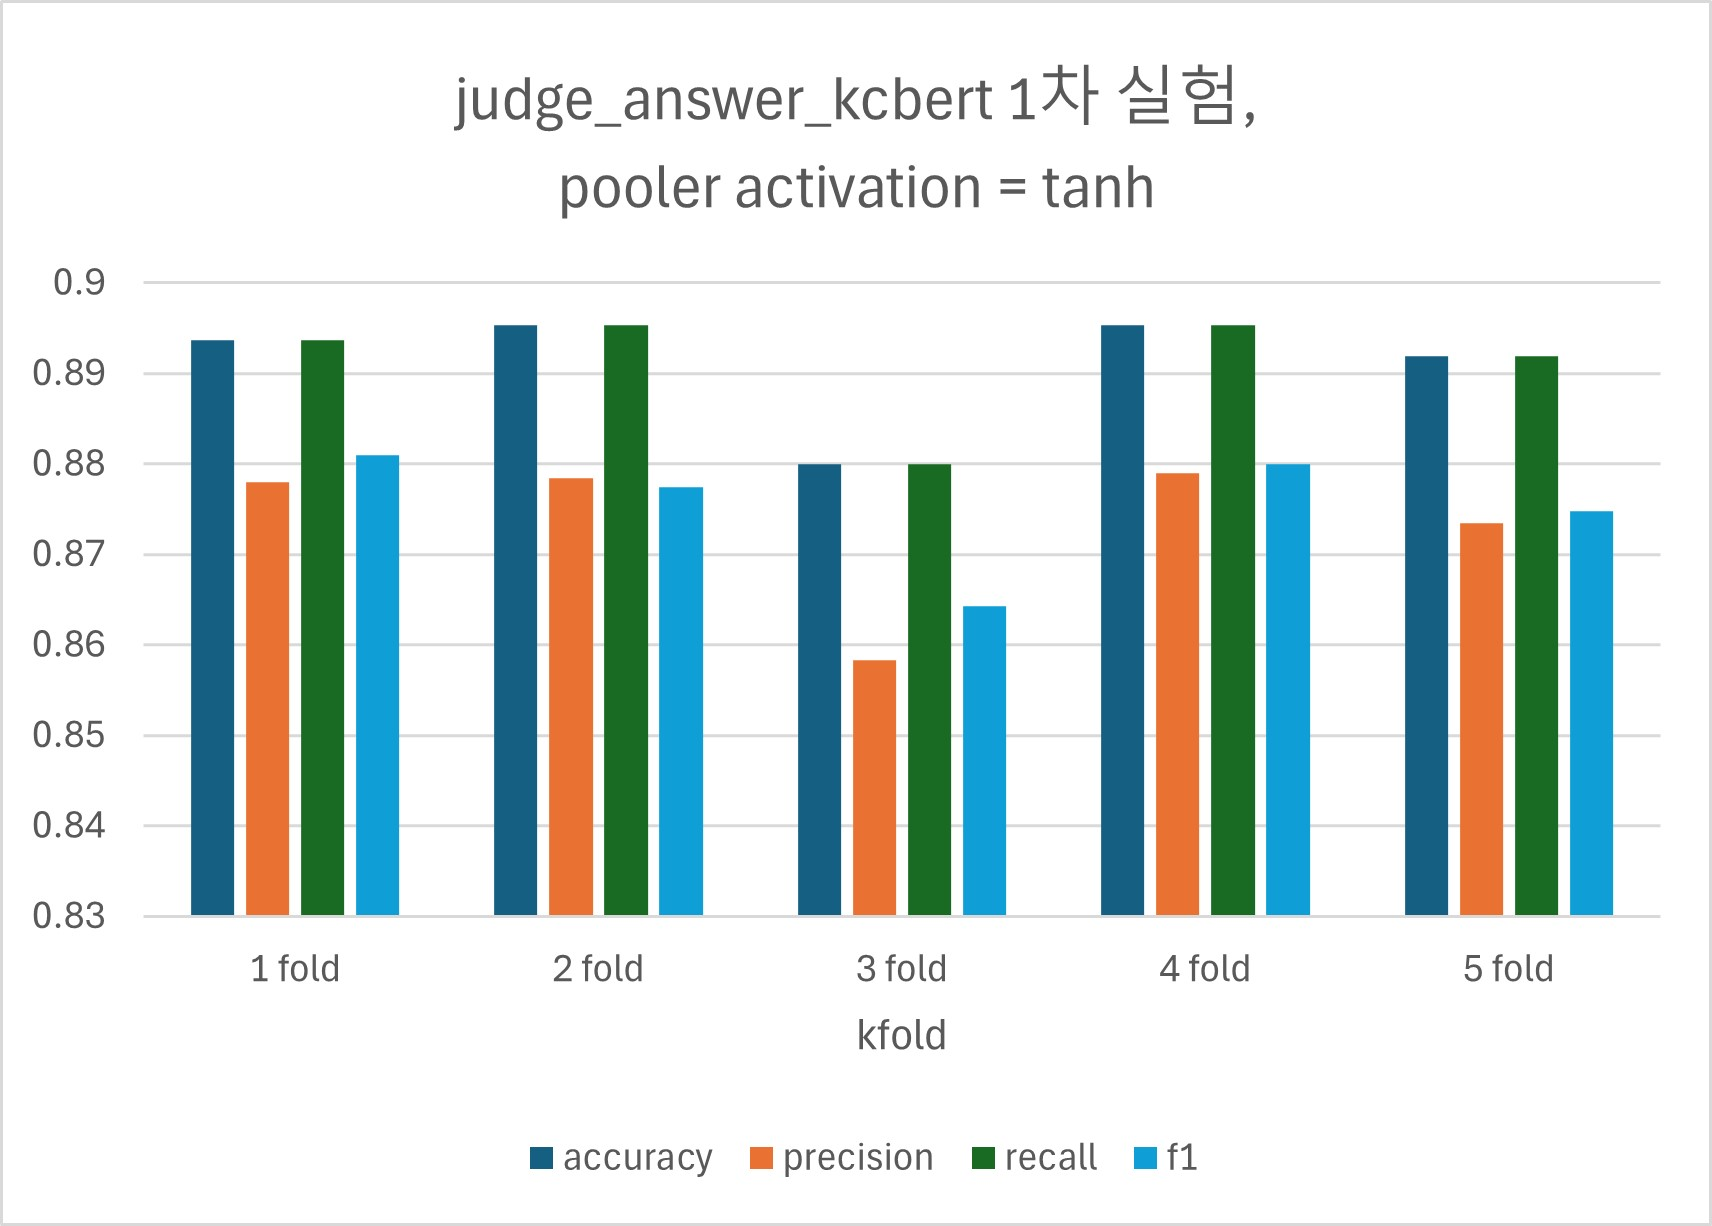 judge_answer_kcbert 1차 실험,
pooler activation = tanh
0.9
0.89
0.88
0.87
0.86
0.85
0.84
0.83
1 fold 2 fold 3 fold 4 fold 5 fold
kfold
accuracy precision recall f1